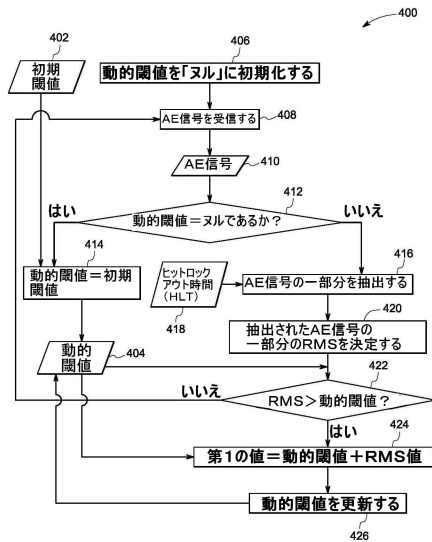 400
402
初期
閾値
406
動的閾値を「ヌル」に初期化する
AE信号を受信する
408
AE信号
410
412
動的閾値=ヌルであるか?
はい
いいえ
414
動的閾値=初期
閾値
416
AE信号の一部分を抽出する
ヒットロック
アウト時間
(HLT)
418
420
抽出されたAE信号の
一部分のRMSを決定する
動的
閾値
404
422
RMS>動的閾値?
いいえ
はい
424
第1の値=動的閾値+RMS値
動的閾値を更新する
426